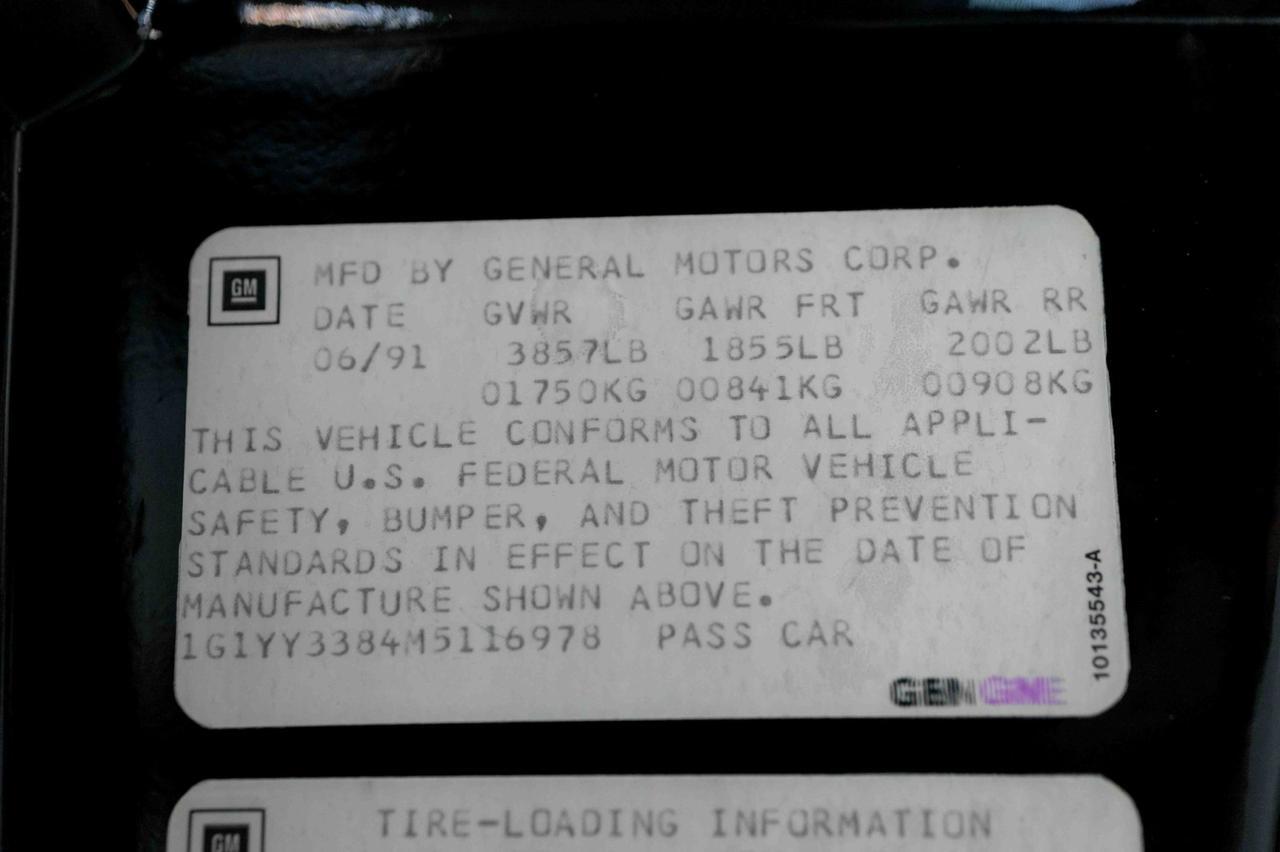 GM
MFD BY GENERAL MOTORS CORP.
DATE GVWR GAWR FRT GAWR RR
06/91 3857LB 1855LB 2002LB
01750KG 00841KG 00908KG
THIS VEHICLE CONFORMS TO ALL APPLI-
CABLE U.S. FEDERAL MOTOR VEHICLE
SAFETY, BUMPER, AND THEFT PREVENTION
STANDARDS IN EFFECT ON THE DATE OF
MANUFACTURE SHOWN ABOVE.
1G1YY3384M5116978 PASS CAR
10135543-A
GM
TIRE-LOADING INFORMATION